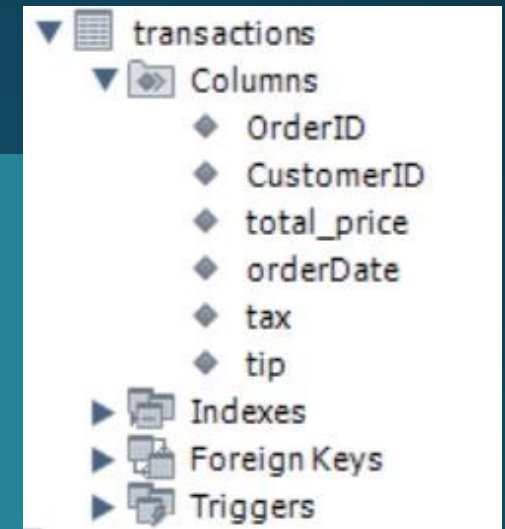 transactions
Columns
OrderID
CustomerID
total_price
orderDate
tax
tip
Indexes
Foreign Keys
Triggers